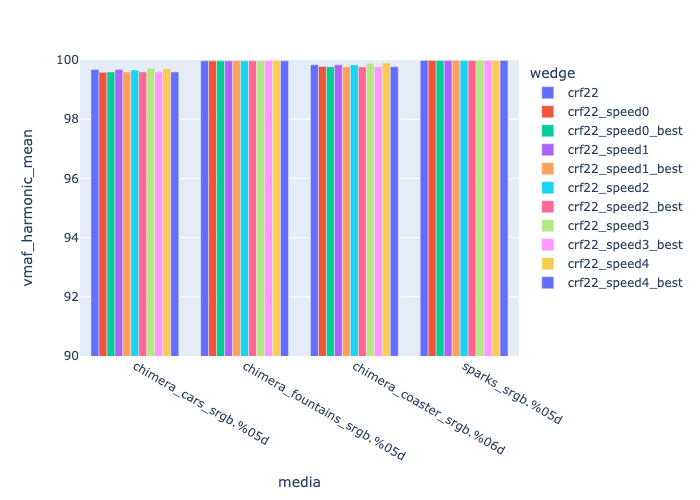 100
98
96
94
92
90
vmaf_harmonic_mean
chimera_cars_srgb.%05d
chimera_fountains_srgb.%05d
chimera_coaster_srgb.%06d
sparks_srgb.%05d
media
wedge
crf22
crf22_speed0
crf22_speed0_best
crf22_speed1
crf22_speed1_best
crf22_speed2
crf22_speed2_best
crf22_speed3
crf22_speed3_best
crf22_speed4
crf22_speed4_best